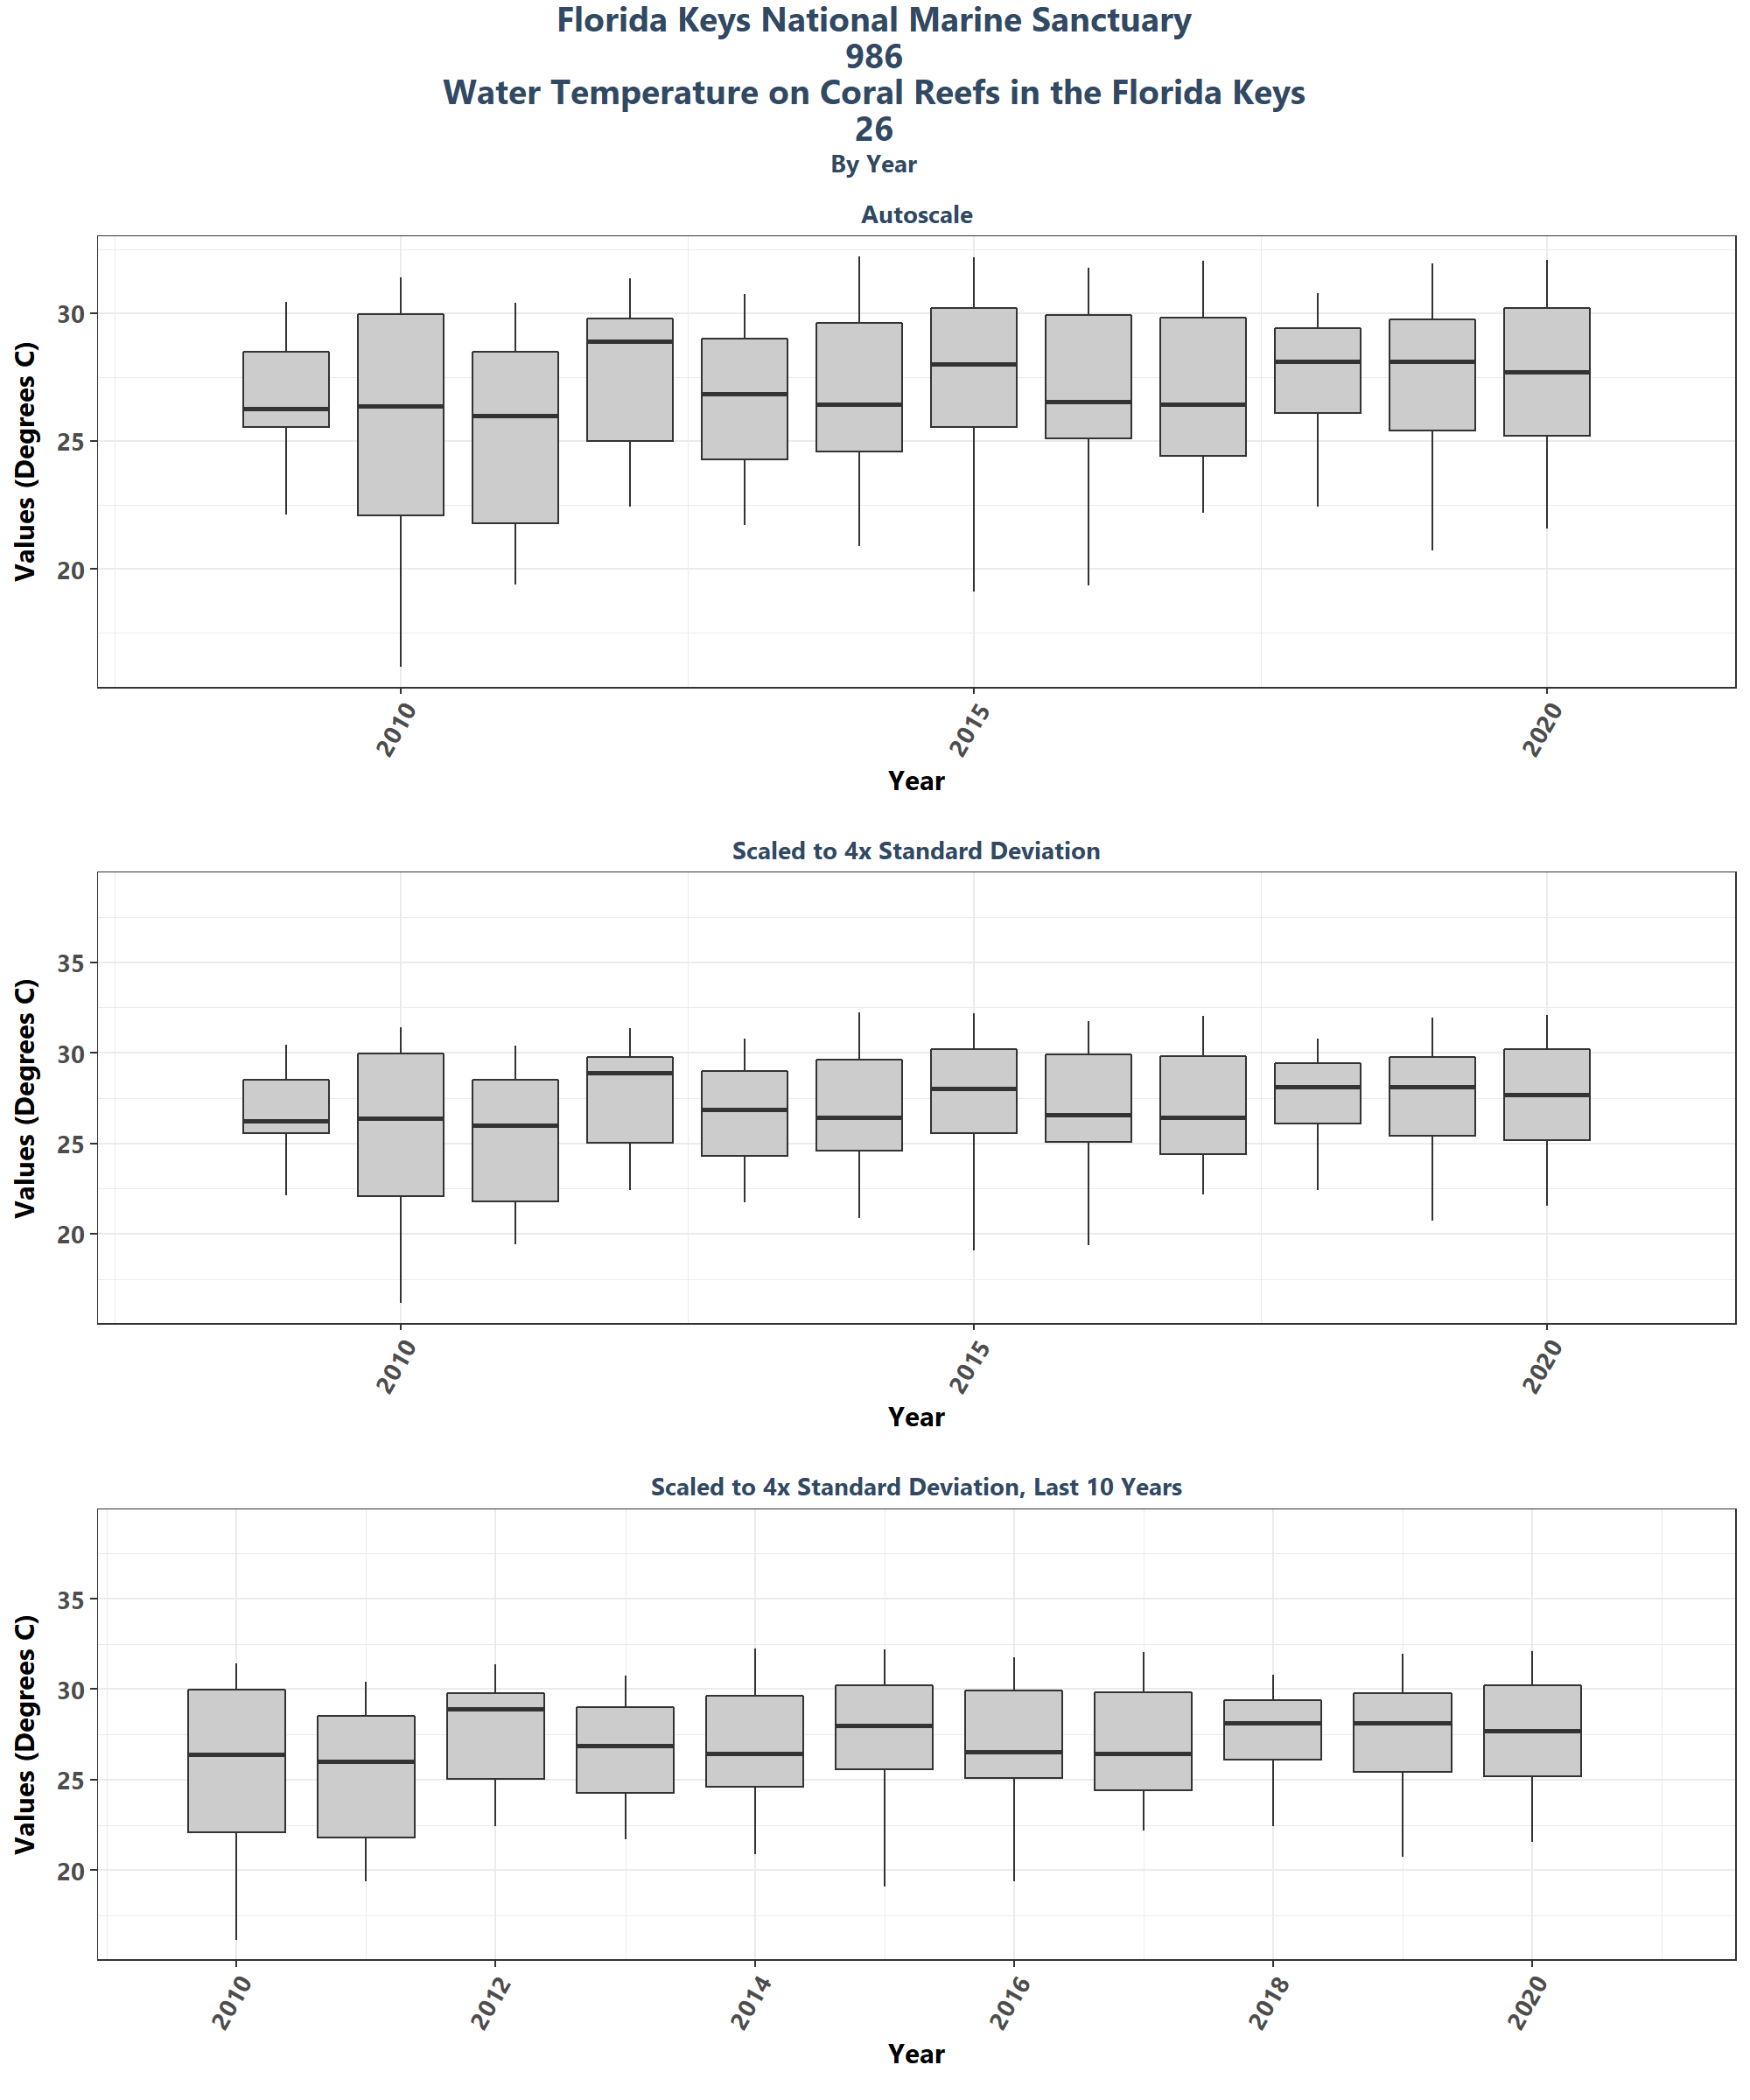 Florida Keys National Marine Sanctuary
986
Water Temperature on Coral Reefs in the Florida Keys
26
By Year
Autoscale
Values (Degrees C)
30
25
20
2010
2015
2020
Year
Scaled to 4x Standard Deviation
Values (Degrees C)
35
30
25
20
2010
2015
2020
Year
Scaled to 4x Standard Deviation, Last 10 Years
Values (Degrees C)
35
30
25
20
2010
2012
2014
2016
2018
2020
Year